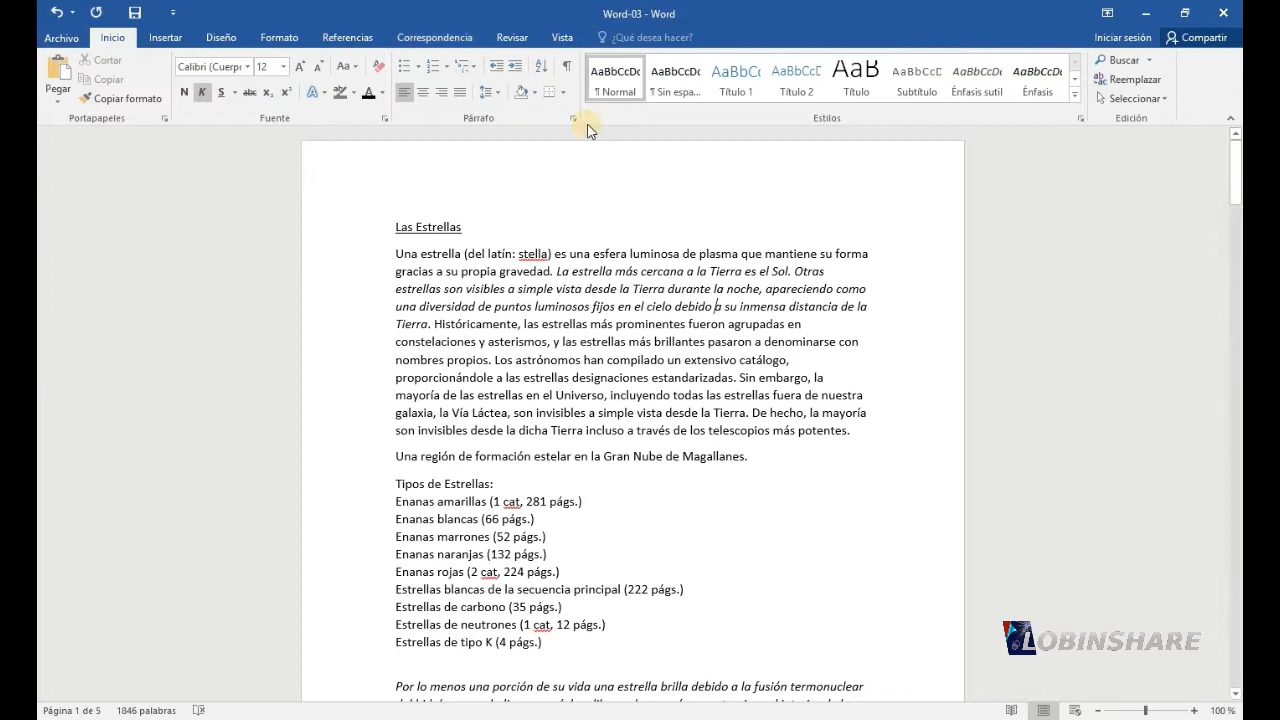 Word-03 - Word
Archivo Inicio Insertar Diseño Formato Referencias Correspondencia Revisar Vista ¿Qué desea hacer? Iniciar sesión Compartir
Pegar
Cortar
Copiar
Copiar formato
Portapapeles
Calibri (Cuerpo 12
Aa
N K S abc x₂ x²
Fuente
Párrafo
AaBbCcDc AaBbCcDc AaBbCc AaBbCcD AaB AaBbCcD AaBbCcDc AaBbCcDc
¶ Normal ¶ Sin espa... Título 1 Título 2 Título Subtítulo Énfasis sutil Énfasis
Estilos
Buscar
Reemplazar
Seleccionar
Edición
Las Estrellas
Una estrella (del latín: stella) es una esfera luminosa de plasma que mantiene su forma
gracias a su propia gravedad. La estrella más cercana a la Tierra es el Sol. Otras
estrellas son visibles a simple vista desde la Tierra durante la noche, apareciendo como
una diversidad de puntos luminosos fijos en el cielo debido a su inmensa distancia de la
Tierra. Históricamente, las estrellas más prominentes fueron agrupadas en
constelaciones y asterismos, y las estrellas más brillantes pasaron a denominarse con
nombres propios. Los astrónomos han compilado un extensivo catálogo,
proporcionándole a las estrellas designaciones estandarizadas. Sin embargo, la
mayoría de las estrellas en el Universo, incluyendo todas las estrellas fuera de nuestra
galaxia, la Vía Láctea, son invisibles a simple vista desde la Tierra. De hecho, la mayoría
son invisibles desde la dicha Tierra incluso a través de los telescopios más potentes.
Una región de formación estelar en la Gran Nube de Magallanes.
Tipos de Estrellas:
Enanas amarillas (1 cat, 281 págs.)
Enanas blancas (66 págs.)
Enanas marrones (52 págs.)
Enanas naranjas (132 págs.)
Enanas rojas (2 cat, 224 págs.)
Estrellas blancas de la secuencia principal (222 págs.)
Estrellas de carbono (35 págs.)
Estrellas de neutrones (1 cat, 12 págs.)
Estrellas de tipo K (4 págs.)
Por lo menos una porción de su vida una estrella brilla debido a la fusión termonuclear
LOBINSHARE
Página 1 de 5 1846 palabras 100 %